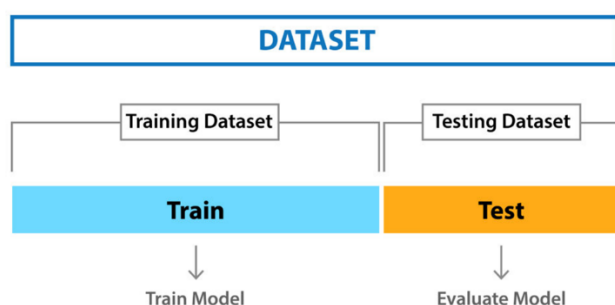 DATASET
Training Dataset
Testing Dataset
Train
Test
Train Model
Evaluate Model